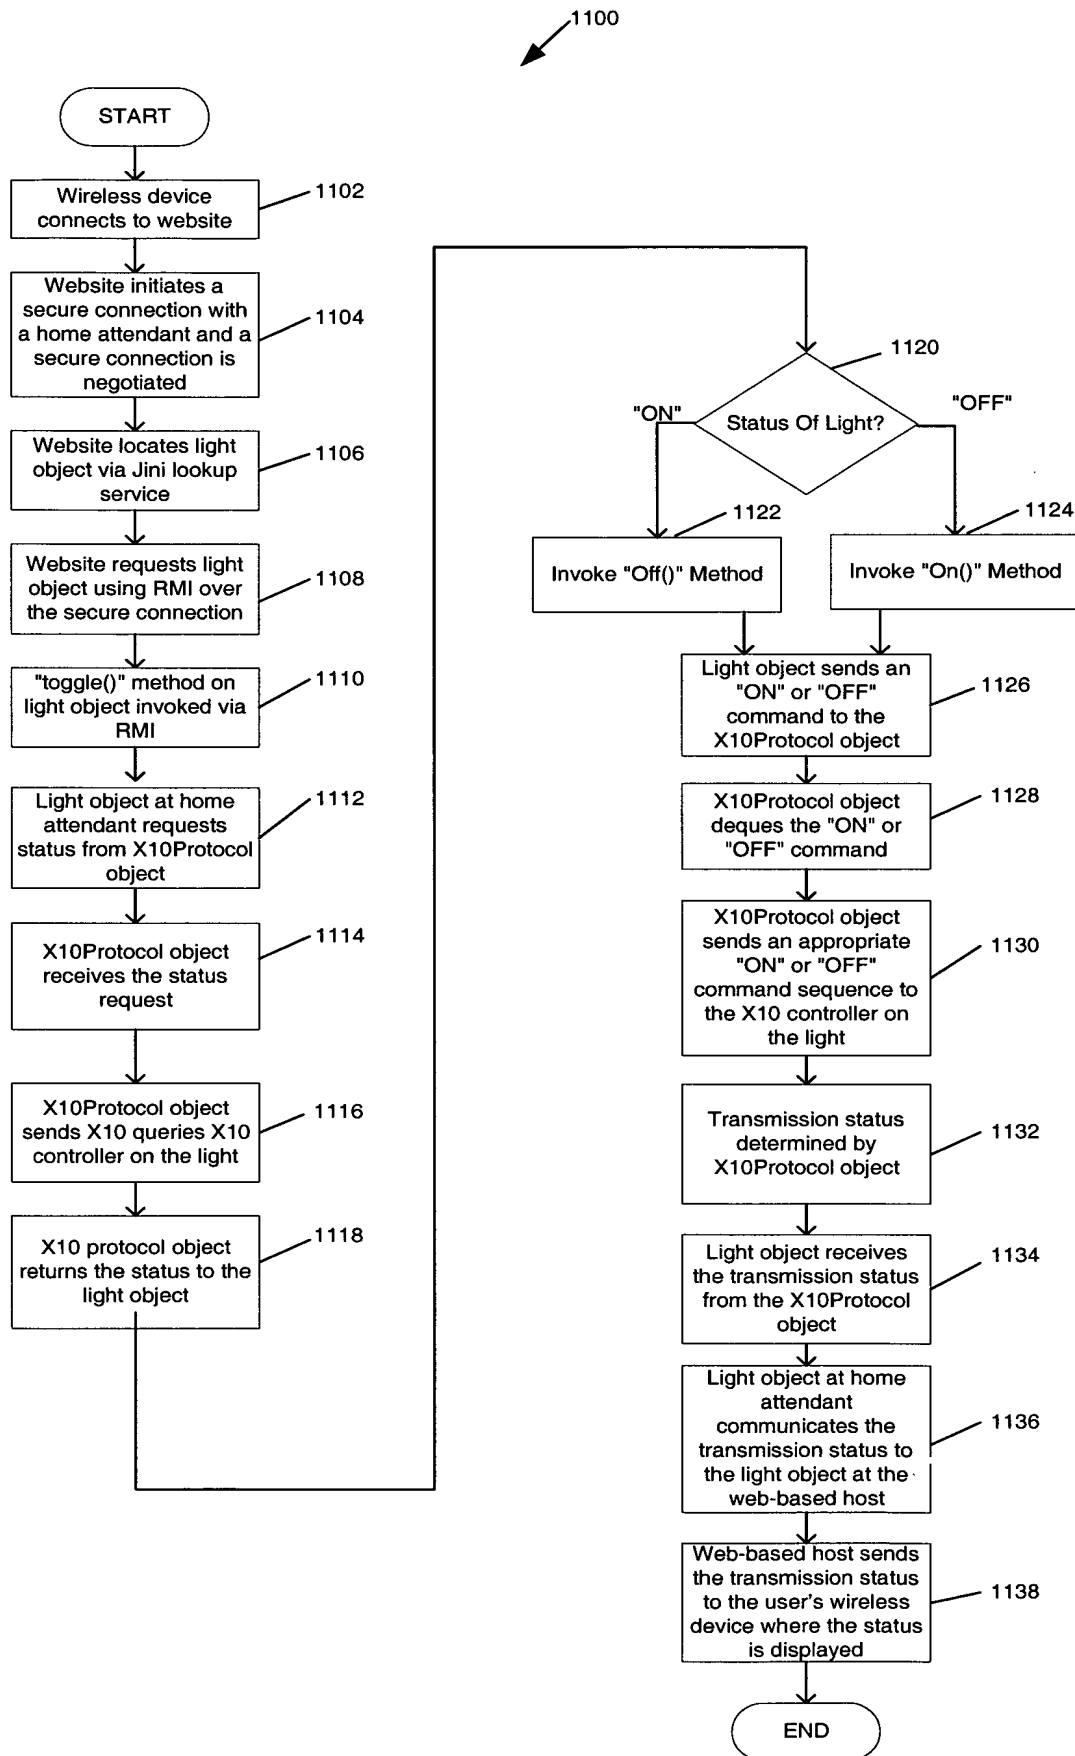 1100
START
Wireless device
connects to website
1102
Website initiates a
secure connection with
a home attendant and a
secure connection is
negotiated
1104
Website locates light
object via Jini lookup
service
1106
Website requests light
object using RMI over
the secure connection
1108
"toggle()" method on
light object invoked via
RMI
1110
Light object at home
attendant requests
status from X10Protocol
object
1112
X10Protocol object
receives the status
request
1114
X10Protocol object
sends X10 queries X10
controller on the light
1116
X10 protocol object
returns the status to the
light object
1118
1120
Status Of Light?
"ON"
"OFF"
1122
Invoke "Off()" Method
1124
Invoke "On()" Method
Light object sends an
"ON" or "OFF"
command to the
X10Protocol object
1126
X10Protocol object
deques the "ON" or
"OFF" command
1128
X10Protocol object
sends an appropriate
"ON" or "OFF"
command sequence to
the X10 controller on
the light
1130
Transmission status
determined by
X10Protocol object
1132
Light object receives
the transmission status
from the X10Protocol
object
1134
Light object at home
attendant
communicates the
transmission status to
the light object at the
web-based host
1136
Web-based host sends
the transmission status
to the user's wireless
device where the status
is displayed
1138
END